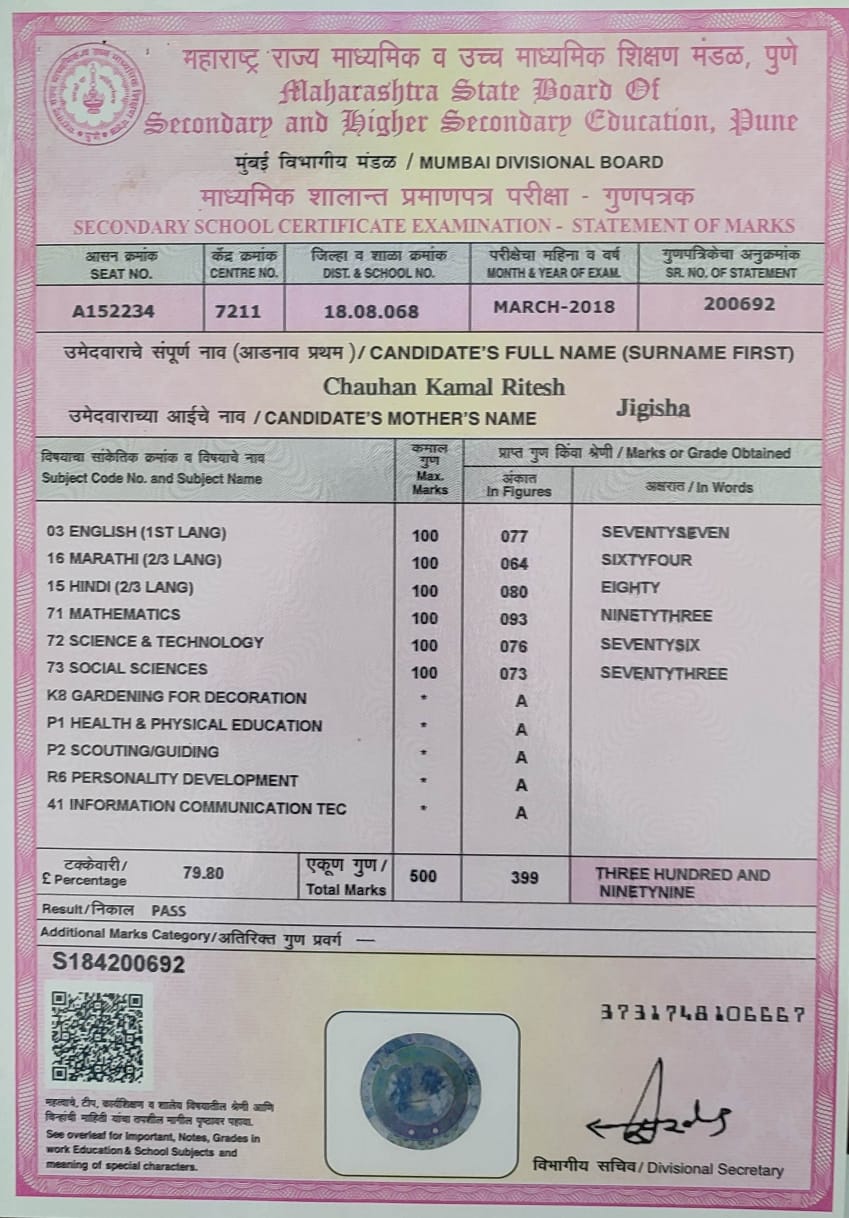 महाराष्ट्र राज्य माध्यमिक व उच्च माध्यमिक शिक्षण मंडळ, पुणे
Maharashtra State Board Of
Secondary and Higher Secondary Education, Pune
मुंबई विभागीय मंडळ / MUMBAI DIVISIONAL BOARD
माध्यमिक शालान्त प्रमाणपत्र परीक्षा - गुणपत्रक
SECONDARY SCHOOL CERTIFICATE EXAMINATION - STATEMENT OF MARKS
आसन क्रमांक केंद्र क्रमांक जिल्हा व शाळा क्रमांक परीक्षेचा महिना व वर्ष गुणपत्रिकेचा अनुक्रमांक
SEAT NO. CENTRE NO. DIST. & SCHOOL NO. MONTH & YEAR OF EXAM. SR. NO. OF STATEMENT
A152234 7211 18.08.068 MARCH-2018 200692
उमेदवाराचे संपूर्ण नाव (आडनाव प्रथम )/ CANDIDATE'S FULL NAME (SURNAME FIRST)
Chauhan Kamal Ritesh
उमेदवाराच्या आईचे नाव / CANDIDATE'S MOTHER'S NAME Jigisha
विषयाचा सांकेतिक क्रमांक व विषयाचे नाव
Subject Code No. and Subject Name
कमाल
गुण
Max.
Marks
प्राप्त गुण किंवा श्रेणी / Marks or Grade Obtained
अंकात
In Figures
अक्षरात / In Words
03 ENGLISH (1ST LANG) 100 077 SEVENTYSEVEN
16 MARATHI (2/3 LANG) 100 064 SIXTYFOUR
15 HINDI (2/3 LANG) 100 080 EIGHTY
71 MATHEMATICS 100 093 NINETYTHREE
72 SCIENCE & TECHNOLOGY 100 076 SEVENTYSIX
73 SOCIAL SCIENCES 100 073 SEVENTYTHREE
K8 GARDENING FOR DECORATION * A
P1 HEALTH & PHYSICAL EDUCATION * A
P2 SCOUTING/GUIDING * A
R6 PERSONALITY DEVELOPMENT * A
41 INFORMATION COMMUNICATION TEC * A
टक्केवारी/
£ Percentage
79.80
एकूण गुण/
Total Marks
500
399
THREE HUNDRED AND
NINETYNINE
Result/निकाल PASS
Additional Marks Category/अतिरिक्त गुण प्रवर्ग —
S184200692
3731748106667
महत्वाचे, टीप, कार्यशिक्षण व शालेय विषयातील श्रेणी आणि
चिन्हांची माहिती यांचा तपशील मागील पृष्ठावर पहावा.
See overleaf for Important, Notes, Grades in
work Education & School Subjects and
meaning of special characters.
विभागीय सचिव/ Divisional Secretary